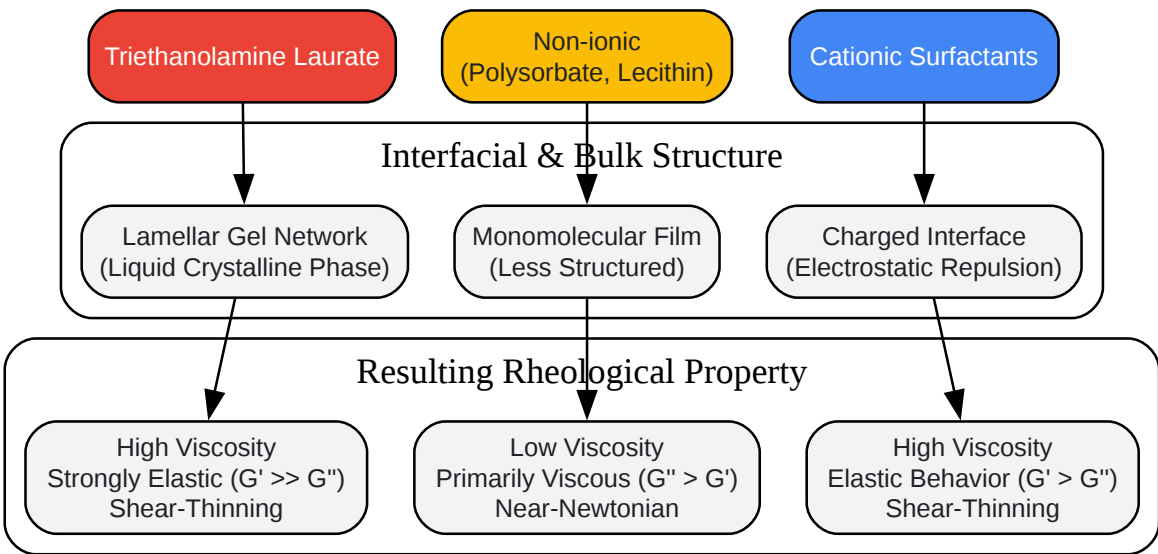 Triethanolamine Laurate
Non-ionic
(Polysorbate, Lecithin)
Cationic Surfactants
Interfacial & Bulk Structure
Lamellar Gel Network
(Liquid Crystalline Phase)
Monomolecular Film
(Less Structured)
Charged Interface
(Electrostatic Repulsion)
Resulting Rheological Property
High Viscosity
Strongly Elastic (G' >> G'')
Shear-Thinning
Low Viscosity
Primarily Viscous (G'' > G')
Near-Newtonian
High Viscosity
Elastic Behavior (G' > G'')
Shear-Thinning